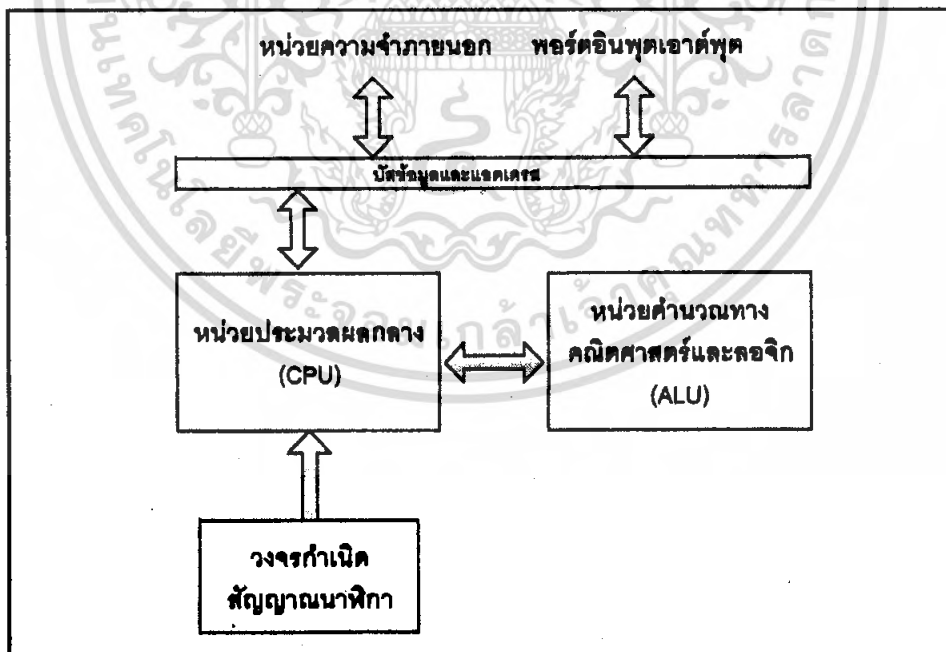 หน่วยความจำภายนอก พอร์ตอินพุตเอาต์พุต
บัสข้อมูลและแอดเดรส
หน่วยประมวลผลกลาง
(CPU)
หน่วยคำนวณทาง
คณิตศาสตร์และลอจิก
(ALU)
วงจรกำเนิด
สัญญาณนาฬิกา